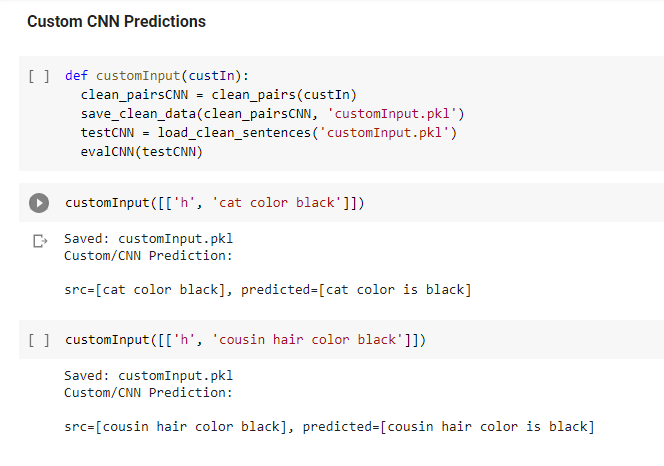 Custom CNN Predictions
[ ] def customInput(custIn):
clean_pairsCNN = clean_pairs(custIn)
save_clean_data(clean_pairsCNN, 'customInput.pkl')
testCNN = load_clean_sentences('customInput.pkl')
evalCNN(testCNN)
customInput([['h', 'cat color black']])
Saved: customInput.pkl
Custom/CNN Prediction:
src=[cat color black], predicted=[cat color is black]
[ ] customInput([['h', 'cousin hair color black']])
Saved: customInput.pkl
Custom/CNN Prediction:
src=[cousin hair color black], predicted=[cousin hair color is black]